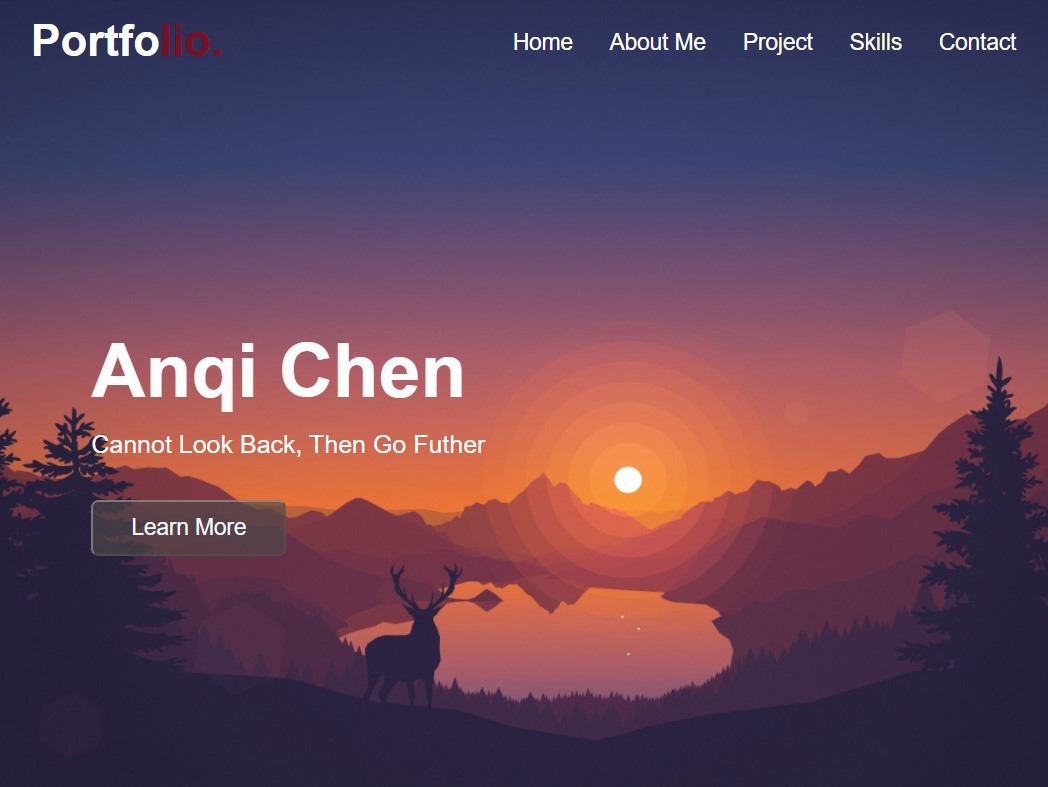 Portfolio.
Home About Me Project Skills Contact
Anqi Chen
Cannot Look Back, Then Go Futher
Learn More